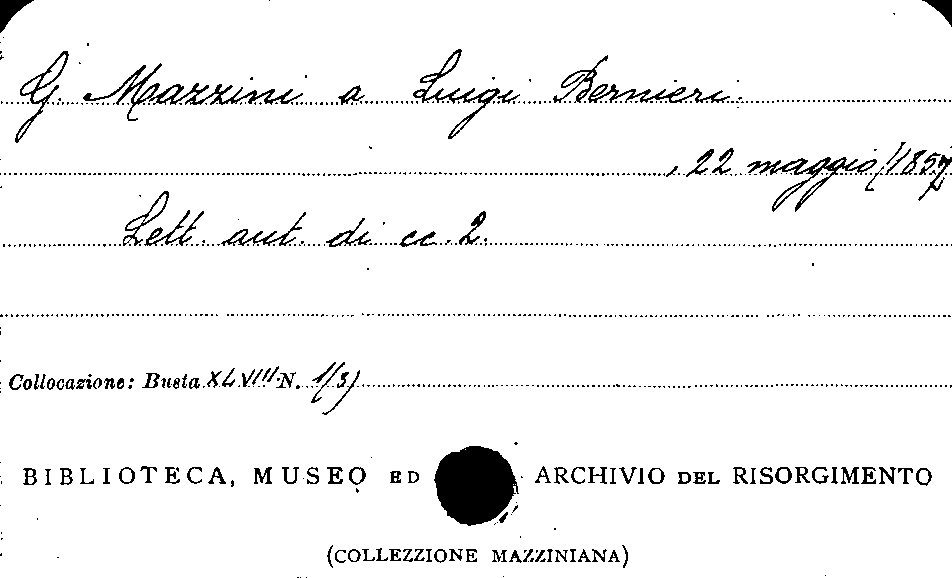 G. Mazzini a Luigi Bernieri.
, 22 maggio (1857)
Lett. aut. di cc. 2.
Collocazione: Busta XLVIII N. 1(3)
BIBLIOTECA, MUSEO ED ARCHIVIO DEL RISORGIMENTO
(COLLEZZIONE MAZZINIANA)